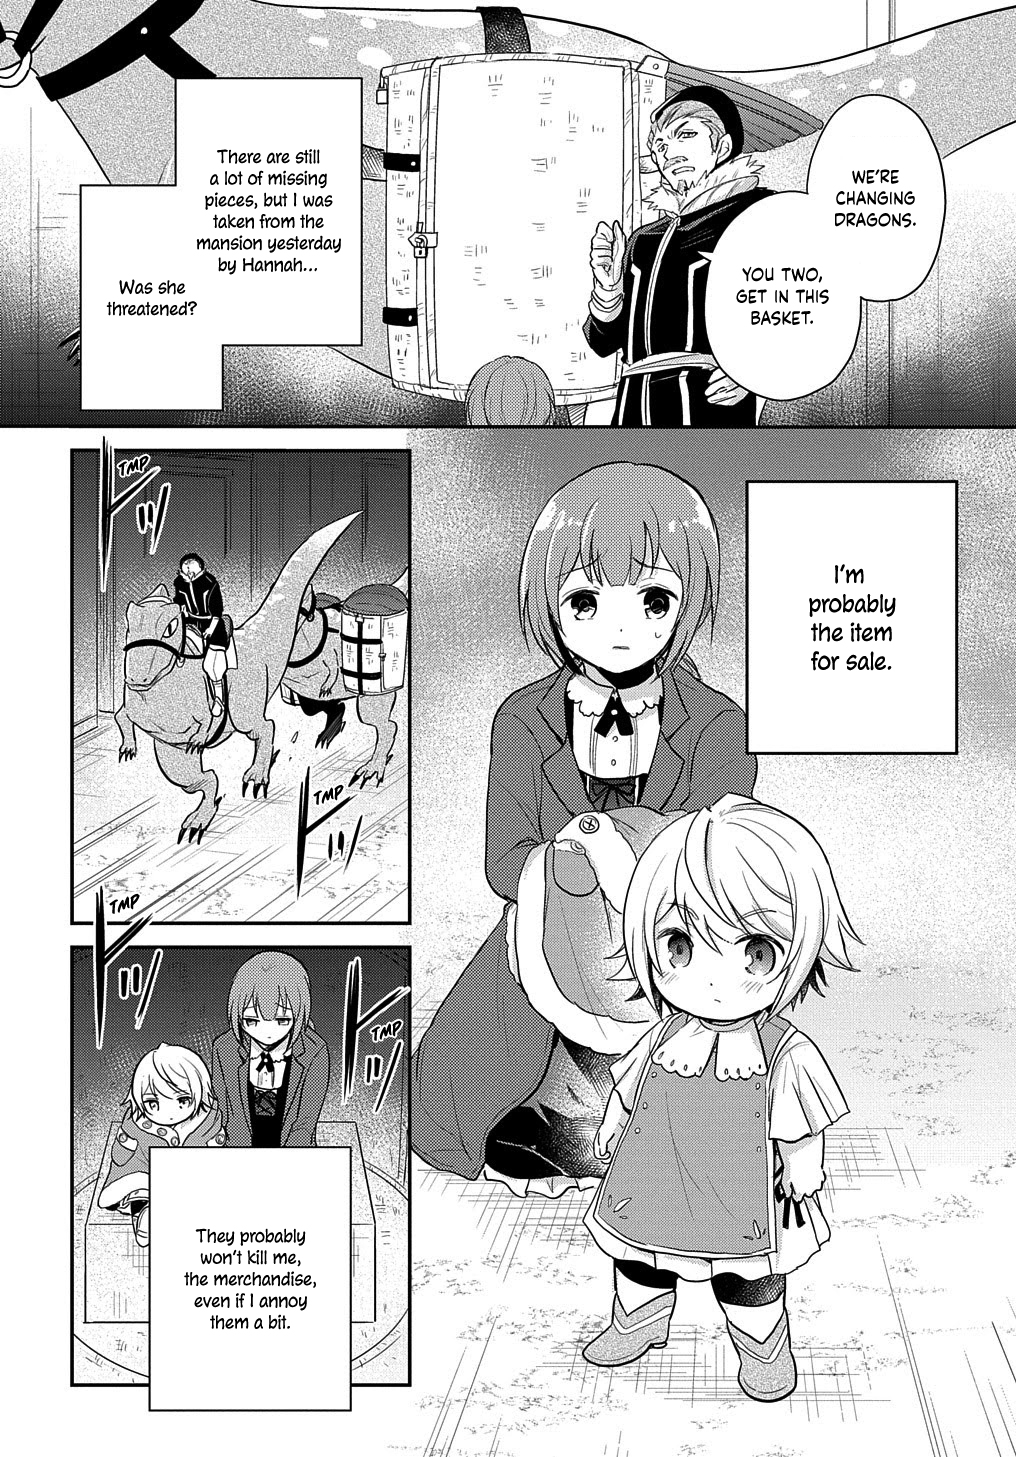 WE'RE
CHANGING
DRAGONS.
YOU TWO,
GET IN THIS
BASKET.
There are still
a lot of missing
pieces, but I was
taken from the
mansion yesterday
by Hannah...
Was she
threatened?
I'm
probably
the item
for sale.
TMP
TMP
TMP
TMP
They probably
won't kill me,
the merchandise,
even if I annoy
them a bit.